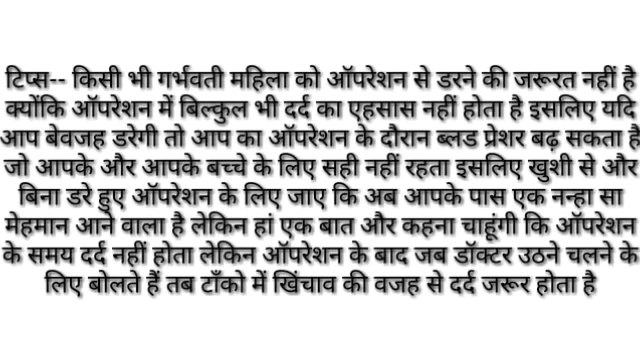 टिप्स-- किसी भी गर्भवती महिला को ऑपरेशन से डरने की जरूरत नहीं है
क्योंकि ऑपरेशन में बिल्कुल भी दर्द का एहसास नहीं होता है इसलिए यदि
आप बेवजह डरेगी तो आप का ऑपरेशन के दौरान ब्लड प्रेशर बढ़ सकता है
जो आपके और आपके बच्चे के लिए सही नहीं रहता इसलिए खुशी से और
बिना डरे हुए ऑपरेशन के लिए जाए कि अब आपके पास एक नन्हा सा
मेहमान आने वाला है लेकिन हां एक बात और कहना चाहूंगी कि ऑपरेशन
के समय दर्द नहीं होता लेकिन ऑपरेशन के बाद जब डॉक्टर उठने चलने के
लिए बोलते हैं तब टाँको में खिंचाव की वजह से दर्द जरूर होता है